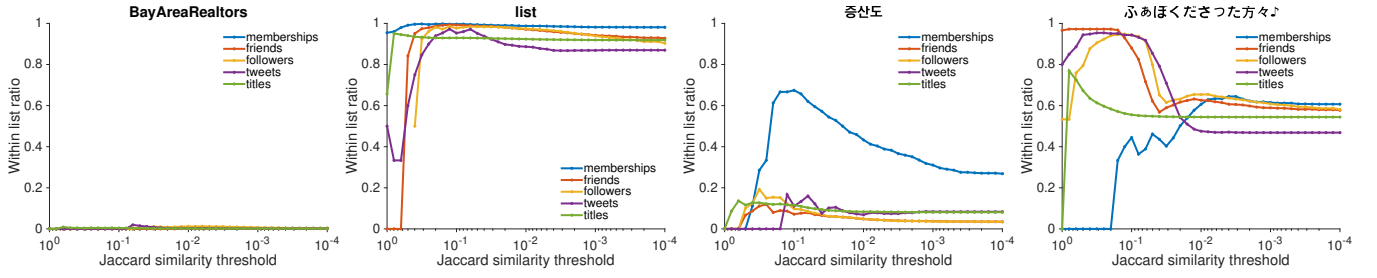 BayAreaRealtors
Within list ratio
1
0.8
0.6
0.4
0.2
0
memberships
friends
followers
tweets
titles
10^0 10^-1 10^-2 10^-3 10^-4
Jaccard similarity threshold
list
Within list ratio
1
0.8
0.6
0.4
0.2
0
memberships
friends
followers
tweets
titles
10^0 10^-1 10^-2 10^-3 10^-4
Jaccard similarity threshold
증산도
Within list ratio
1
0.8
0.6
0.4
0.2
0
memberships
friends
followers
tweets
titles
10^0 10^-1 10^-2 10^-3 10^-4
Jaccard similarity threshold
ふぁぼくださった方々♪
Within list ratio
1
0.8
0.6
0.4
0.2
0
memberships
friends
followers
tweets
titles
10^0 10^-1 10^-2 10^-3 10^-4
Jaccard similarity threshold